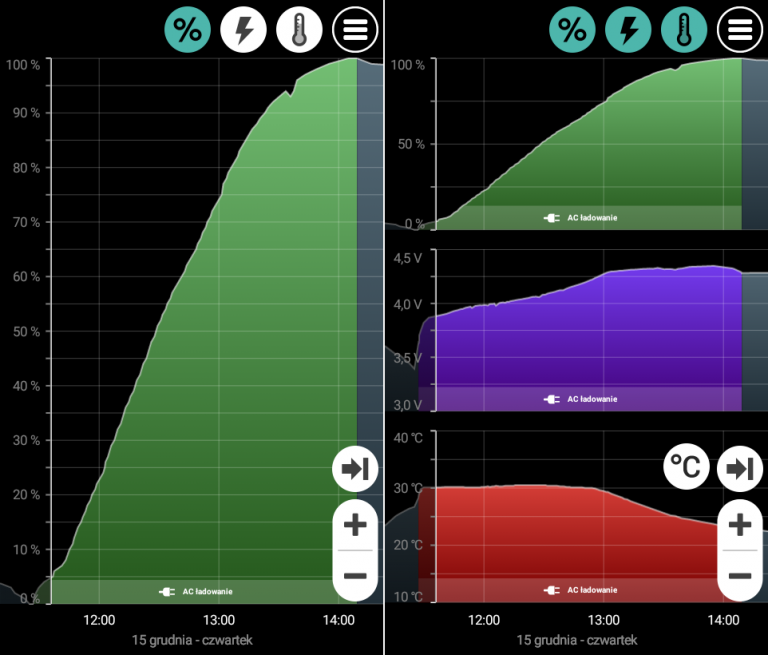 %
100 %
90 %
80 %
70 %
60 %
50 %
40 %
30 %
20 %
10 %
0 %
AC ładowanie
12:00 13:00 14:00
15 grudnia - czwartek
%
100 %
50 %
0 %
AC ładowanie
4,5 V
4,0 V
3,5 V
3,0 V
AC ładowanie
40 °C
°C
30 °C
20 °C
10 °C
AC ładowanie
12:00 13:00 14:00
15 grudnia - czwartek